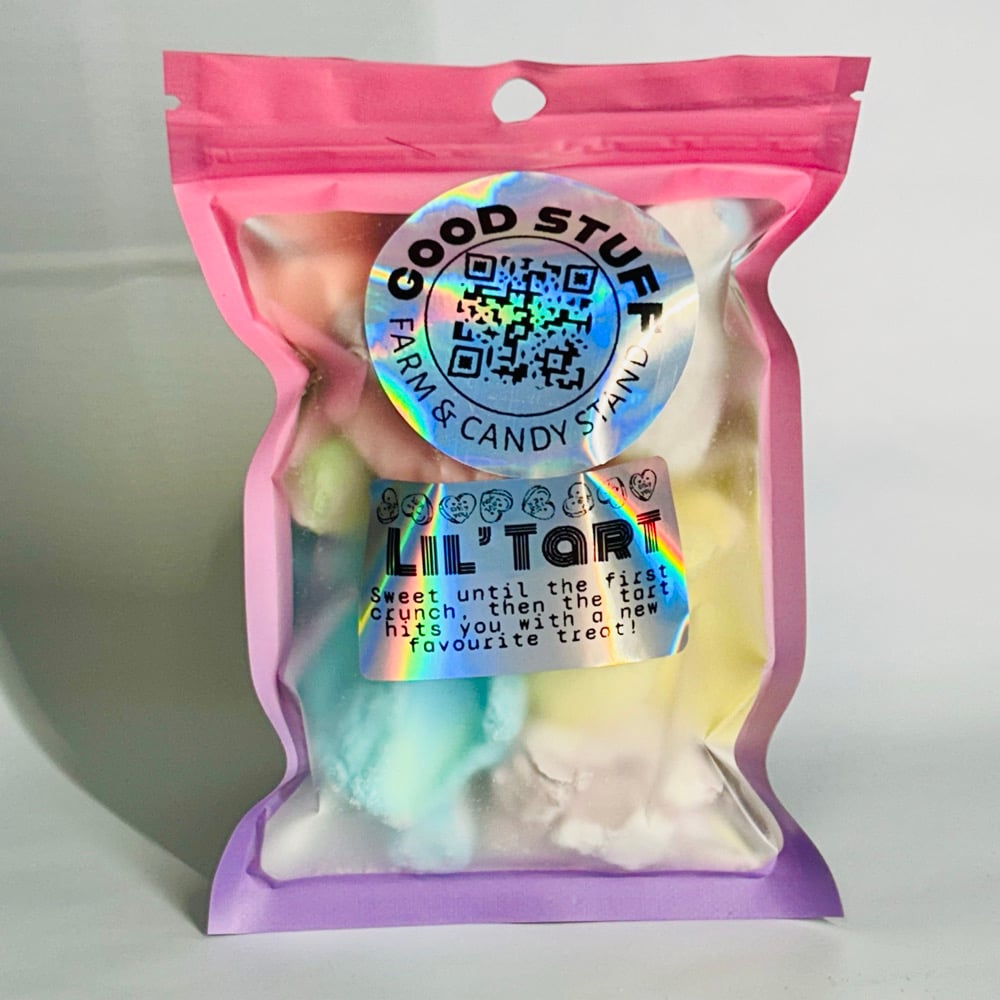 GOOD STUFF
FARM & CANDY STAND
LIL' TART
Sweet until the first
crunch, then the tart
hits you with a new
favourite treat!